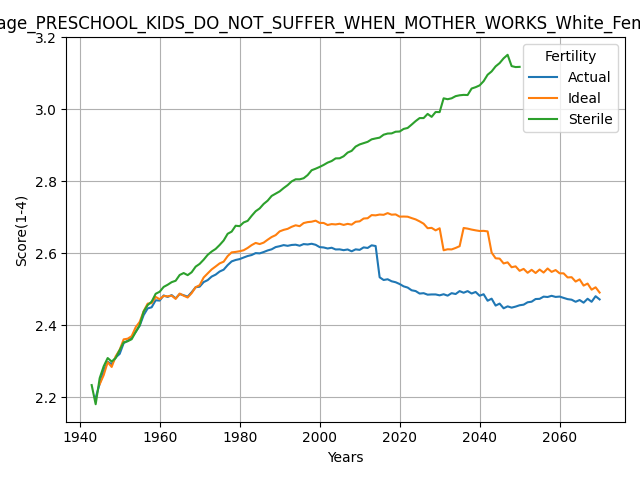 age_PRESCHOOL_KIDS_DO_NOT_SUFFER_WHEN_MOTHER_WORKS_White_Fem
Score(1-4)
3.2
3.0
2.8
2.6
2.4
2.2
1940 1960 1980 2000 2020 2040 2060
Years
Fertility
Actual
Ideal
Sterile